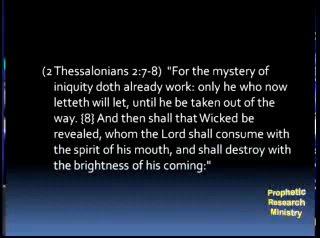 (2 Thessalonians 2:7-8) "For the mystery of
iniquity doth already work: only he who now
letteth will let, until he be taken out of the
way. {8} And then shall that Wicked be
revealed, whom the Lord shall consume with
the spirit of his mouth, and shall destroy with
the brightness of his coming:"
Prophetic
Research
Ministry